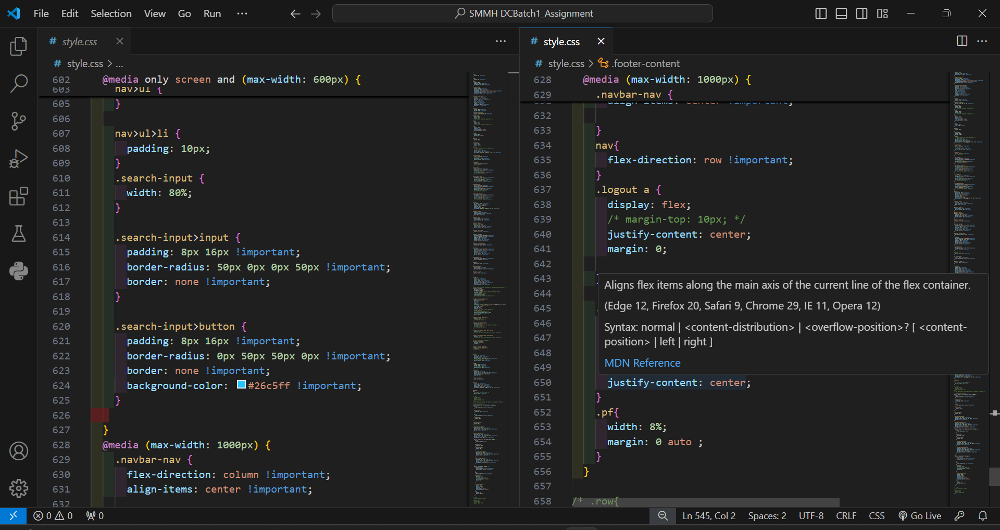 File Edit Selection View Go Run ···
SMMH DCBatch1_Assignment
# style.css
# style.css > ...
602 @media only screen and (max-width: 600px) {
603 nav>ul {
605 }
606
607 nav>ul>li {
608 padding: 10px;
609 }
610 .search-input {
611 width: 80%;
612 }
613
614 .search-input>input {
615 padding: 8px 16px !important;
616 border-radius: 50px 0px 0px 50px !important;
617 border: none !important;
618 }
619
620 .search-input>button {
621 padding: 8px 16px !important;
622 border-radius: 0px 50px 50px 0px !important;
623 border: none !important;
624 background-color: #26c5ff !important;
625 }
626
627 }
628 @media (max-width: 1000px) {
629 .navbar-nav {
630 flex-direction: column !important;
631 align-items: center !important;
632
# style.css
# style.css > .footer-content
628 @media (max-width: 1000px) {
629 .navbar-nav {
631 align-items: center !important;
632
633 }
634 nav{
635 flex-direction: row !important;
636 }
637 .logout a {
638 display: flex;
639 /* margin-top: 10px; */
640 justify-content: center;
641 margin: 0;
642
643
644
645
646
647
648
649
Aligns flex items along the main axis of the current line of the flex container.
(Edge 12, Firefox 20, Safari 9, Chrome 29, IE 11, Opera 12)
Syntax: normal | <content-distribution> | <overflow-position>? [ <content-
position> | left | right ]
MDN Reference
650 justify-content: center;
651 }
652 .pf{
653 width: 8%;
654 margin: 0 auto ;
655 }
656 }
657
658 /* .row{
0 0 0 Ln 545, Col 2 Spaces: 2 UTF-8 CRLF CSS Go Live